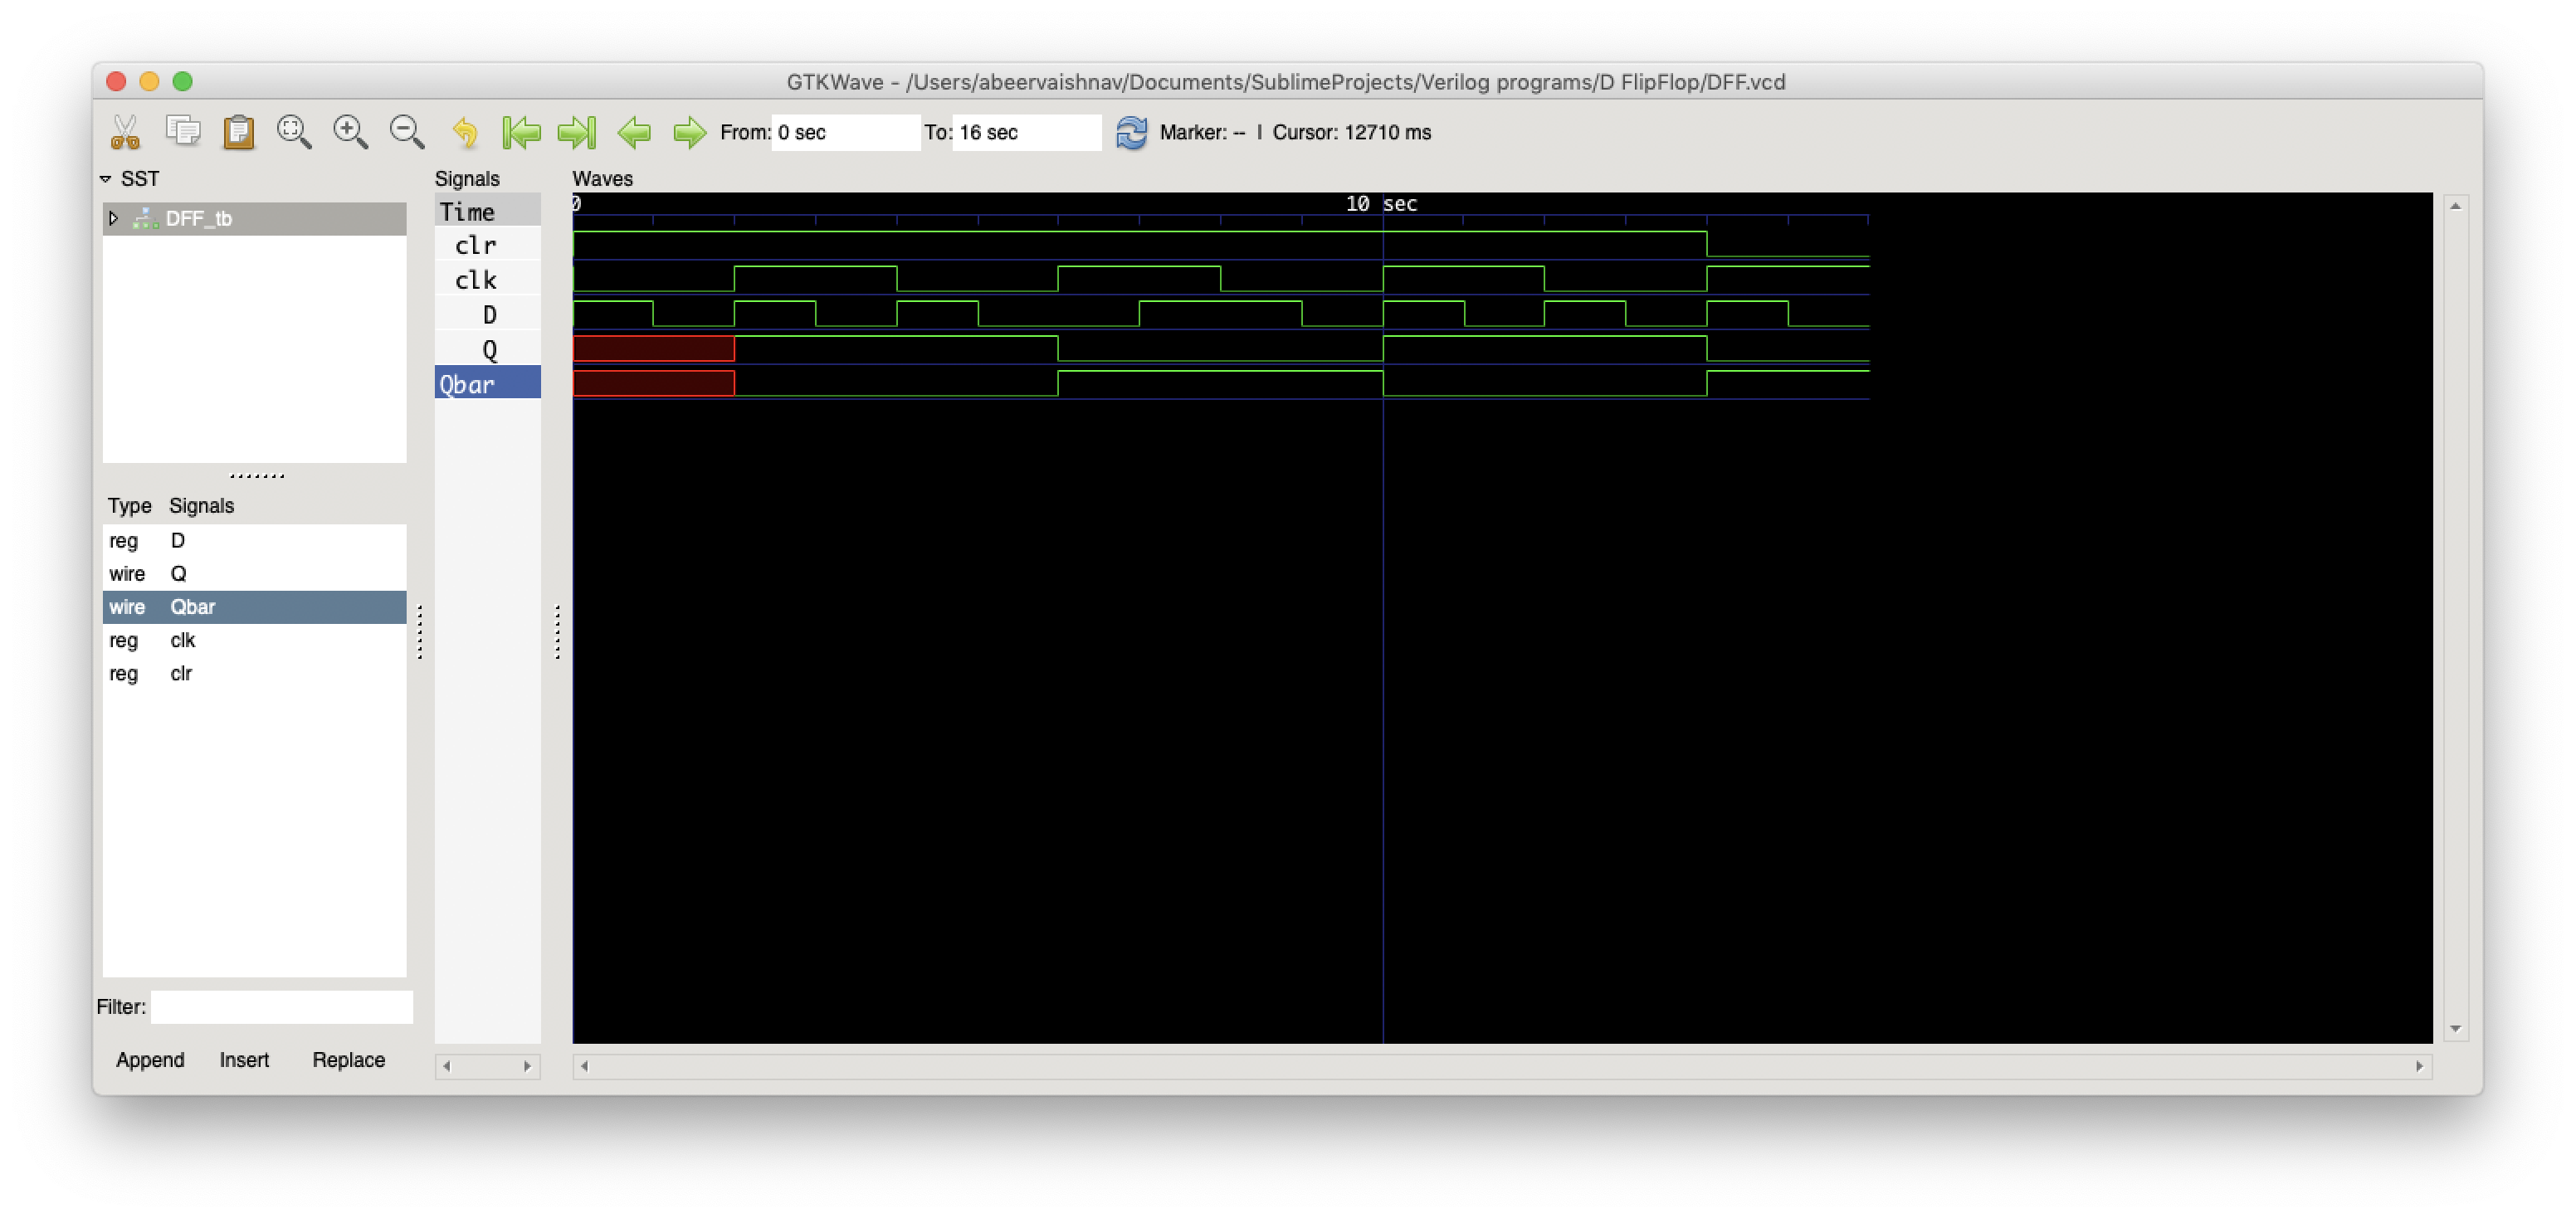 GTKWave - /Users/abeervaishnav/Documents/SublimeProjects/Verilog programs/D FlipFlop/DFF.vcd
From: 0 sec To: 16 sec Marker: -- | Cursor: 12710 ms
SST
DFF_tb
Type Signals
reg D
wire Q
wire Qbar
reg clk
reg clr
Filter:
Append Insert Replace
Signals
Time
clr
clk
D
Q
Qbar
Waves
0 10 sec